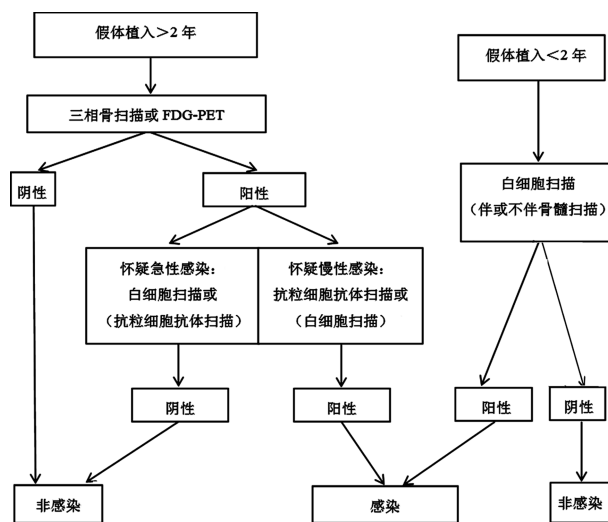 假体植入＞2 年
假体植入＜2 年
三相骨扫描或 FDG-PET
白细胞扫描
（伴或不伴骨髓扫描）
阴性
阳性
怀疑急性感染：
白细胞扫描或
（抗粒细胞抗体扫描）
怀疑慢性感染：
抗粒细胞抗体扫描或
（白细胞扫描）
阴性
阳性
阳性
阴性
非感染
感染
非感染